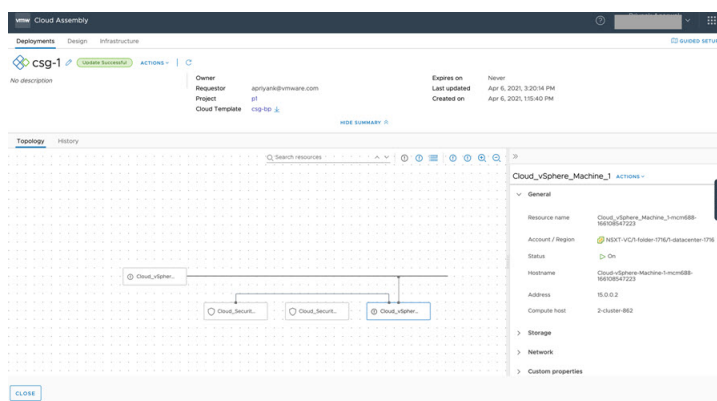 vmw Cloud Assembly
Deployments Design Infrastructure
GUIDED SETUP
csg-1 Update Successful ACTIONS
No description
Owner
Requestor apriyank@vmware.com
Project p1
Cloud Template csg-bp
Expires on Never
Last updated Apr 6, 2021, 3:20:14 PM
Created on Apr 6, 2021, 1:15:40 PM
HIDE SUMMARY
Topology History
Search resources
Cloud_vSpher...
Cloud_Securit... Cloud_Securit... Cloud_vSpher...
Cloud_vSphere_Machine_1 ACTIONS
General
Resource name Cloud_vSphere_Machine_1-mcm688-
166108547223
Account / Region NSXT-VC/1-folder-1716/1-datacenter-1716
Status On
Hostname Cloud-vSphere-Machine-1-mcm688-
166108547223
Address 15.0.0.2
Compute host 2-cluster-862
Storage
Network
Custom properties
CLOSE